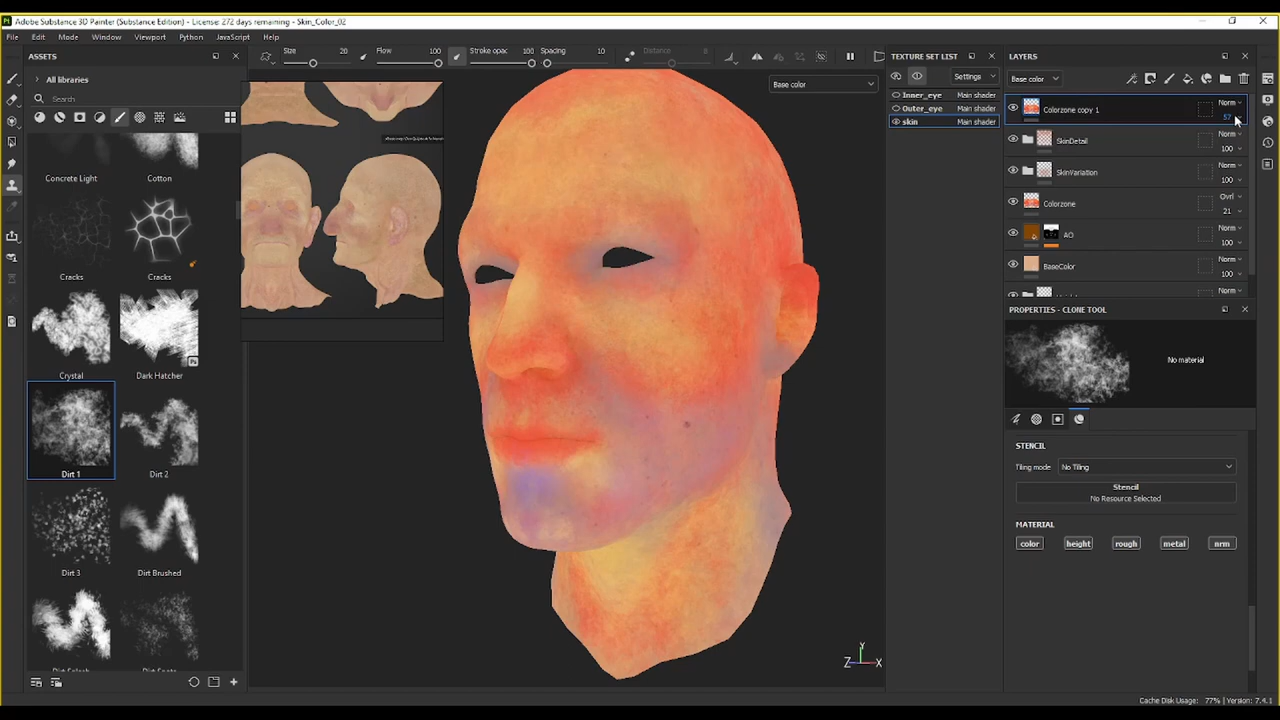 Adobe Substance 3D Painter (Substance Edition) - License: 272 days remaining - Skin_Color_02
File Edit Mode Window Viewport Python JavaScript Help
ASSETS
All libraries
Search
Concrete Light Cotton
Cracks Cracks
Crystal Dark Hatcher
Dirt 1 Dirt 2
Dirt 3 Dirt Brushed
Size 20 Flow 100 Stroke opac 100 Spacing 10 Distance 8
Base color
TEXTURE SET LIST
Settings
Inner_eye Main shader
Outer_eye Main shader
skin Main shader
LAYERS
Base color
Colorzone copy 1 Norm 57
SkinDetail Norm 100
SkinVariation Norm 100
Colorzone Ovrl 21
AO Norm 100
BaseColor Norm 100
Norm
PROPERTIES - CLONE TOOL
No material
STENCIL
Tiling mode No Tiling
Stencil
No Resource Selected
MATERIAL
color height rough metal nrm
Y
Z X
Cache Disk Usage: 77% | Version: 7.4.1